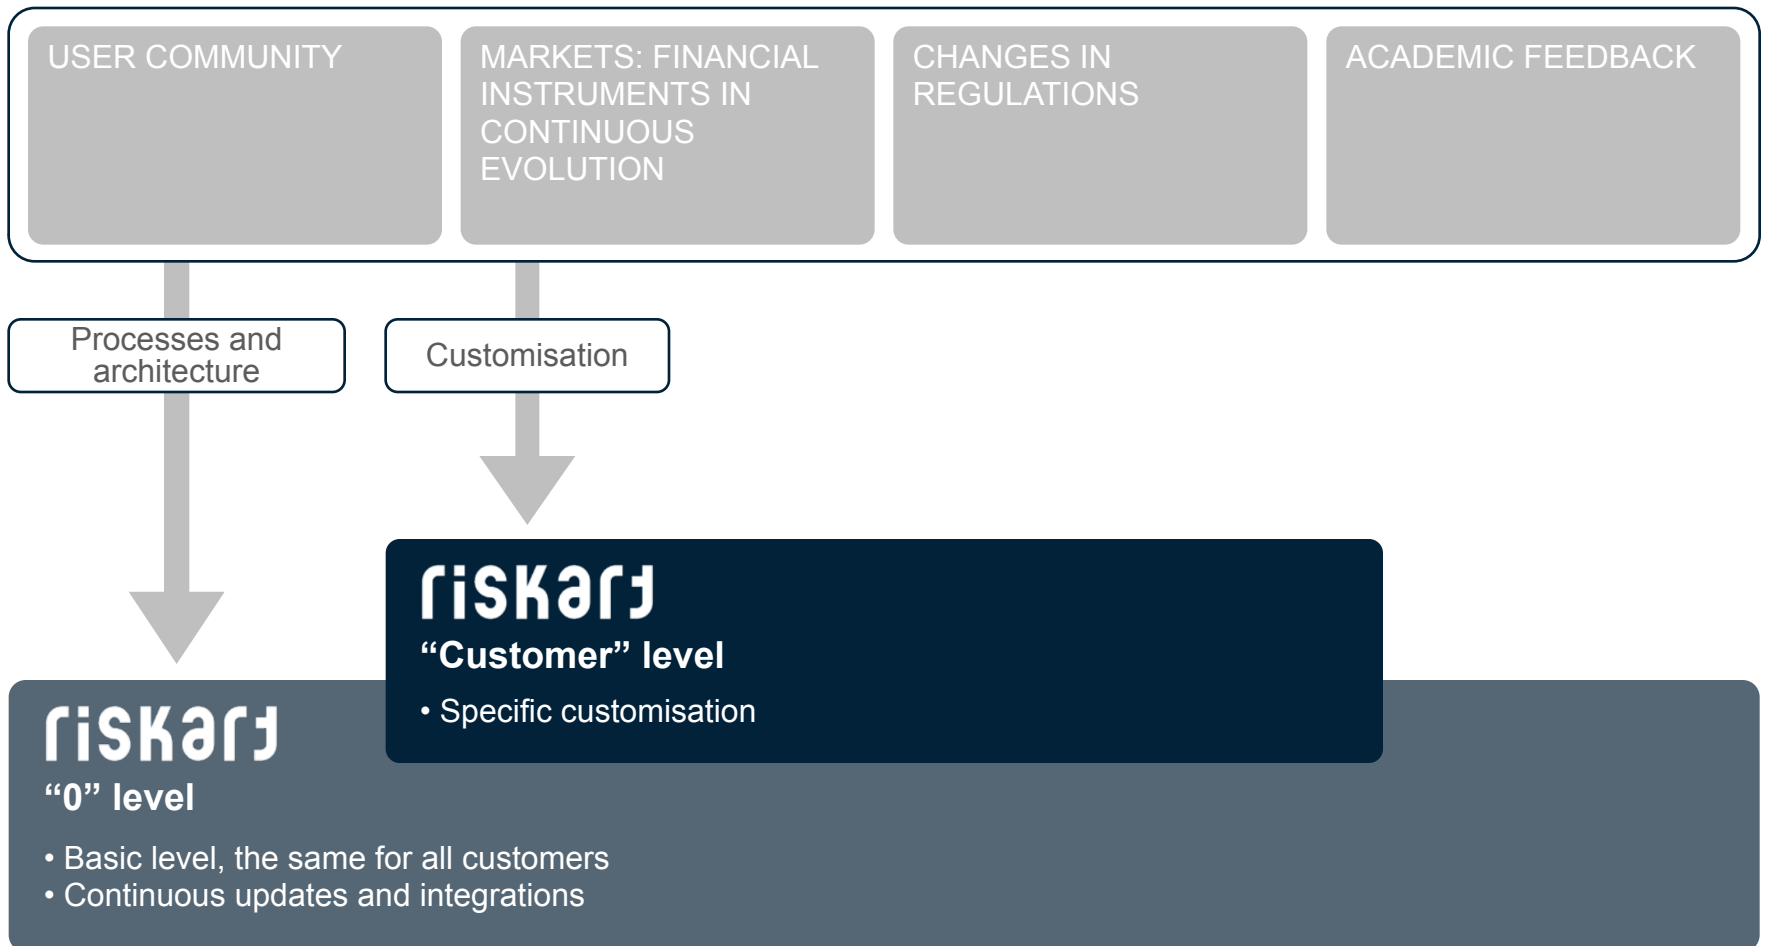 USER COMMUNITY
MARKETS: FINANCIAL
INSTRUMENTS IN
CONTINUOUS
EVOLUTION
CHANGES IN
REGULATIONS
ACADEMIC FEEDBACK
Processes and
architecture
Customisation
riskart
“Customer” level
• Specific customisation
riskart
“0” level
• Basic level, the same for all customers
• Continuous updates and integrations